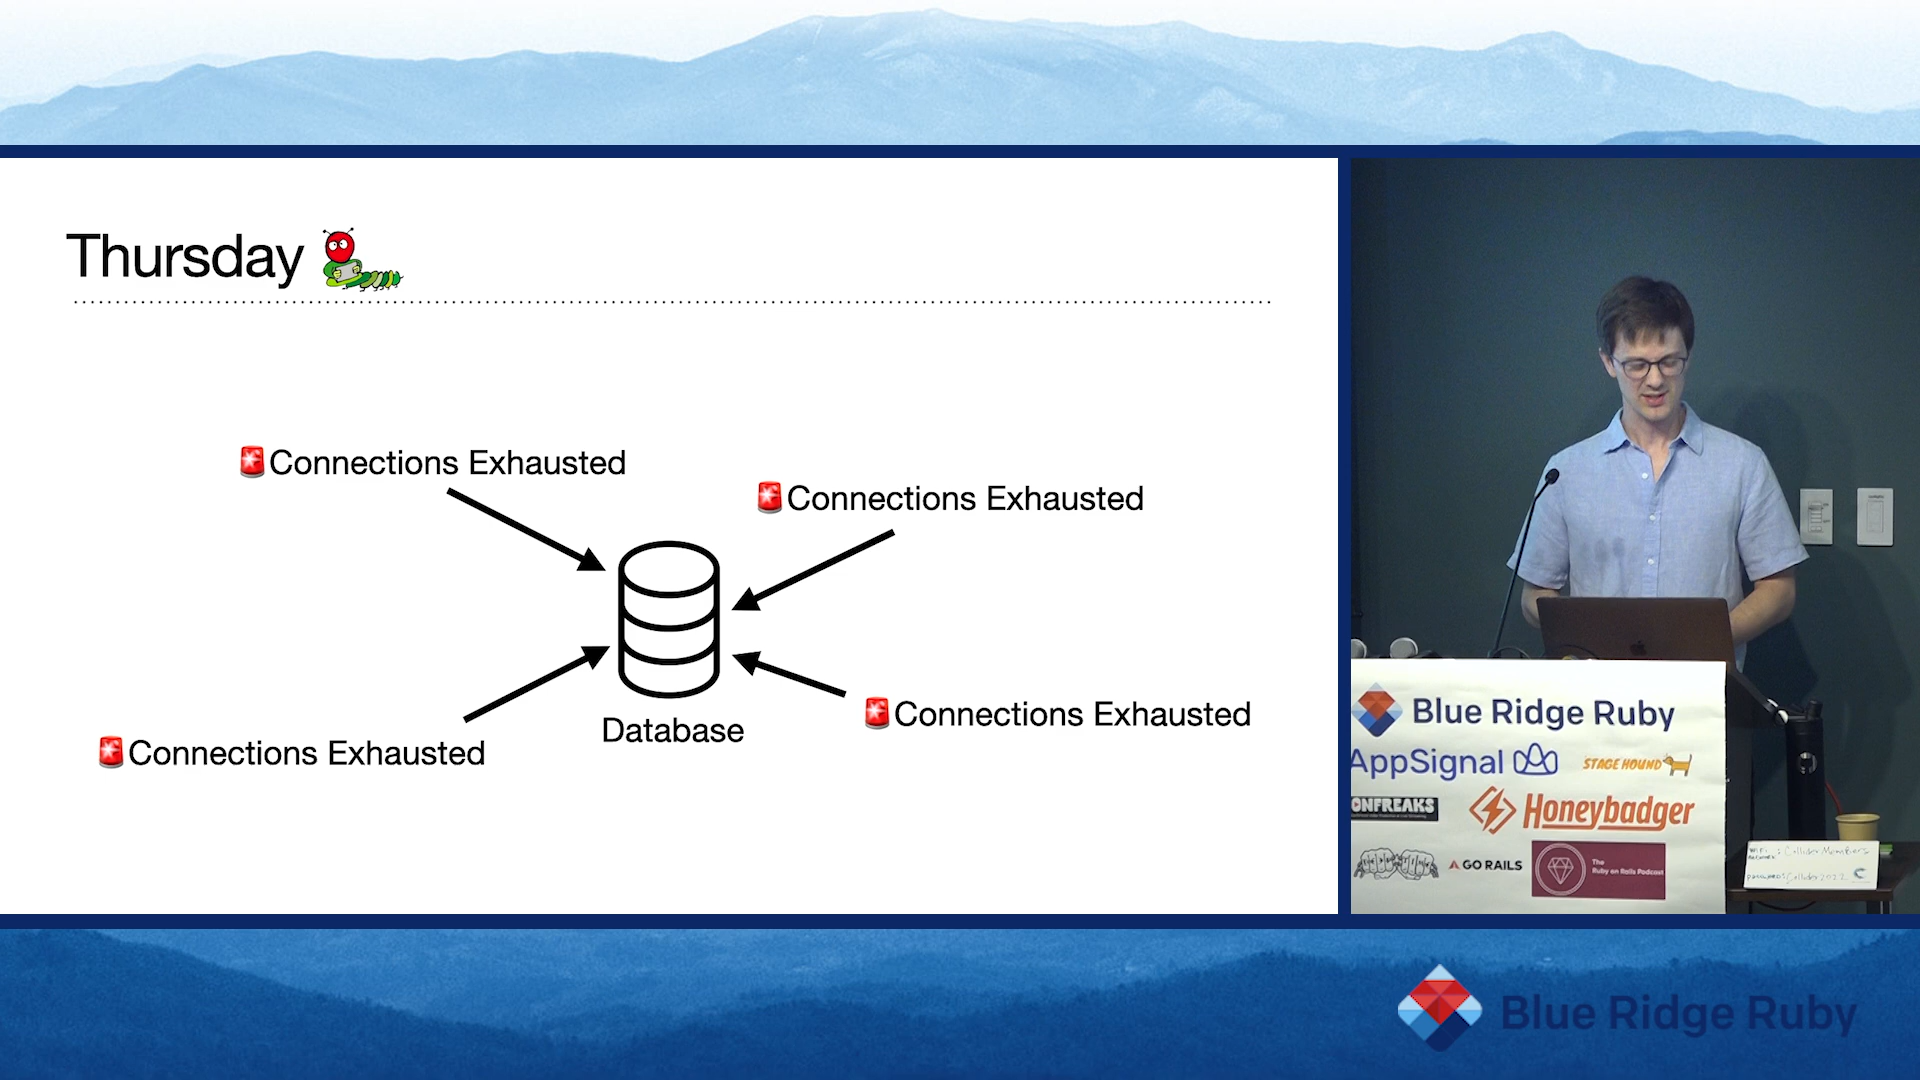 Thursday
Connections Exhausted
Connections Exhausted
Connections Exhausted
Connections Exhausted
Database
Blue Ridge Ruby
AppSignal
STAGE HOUND
ONFREAKS
Honeybadger
GO RAILS
The
Ruby on Rails Podcast
Blue Ridge Ruby